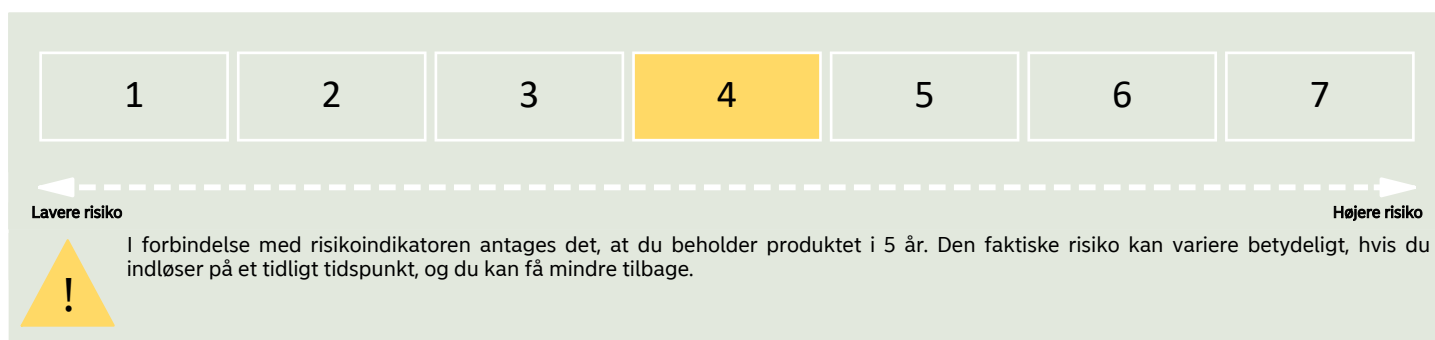 1 2 3 4 5 6 7
Lavere risiko Højere risiko
I forbindelse med risikoindikatoren antages det, at du beholder produktet i 5 år. Den faktiske risiko kan variere betydeligt, hvis du
indløser på et tidligt tidspunkt, og du kan få mindre tilbage.
!